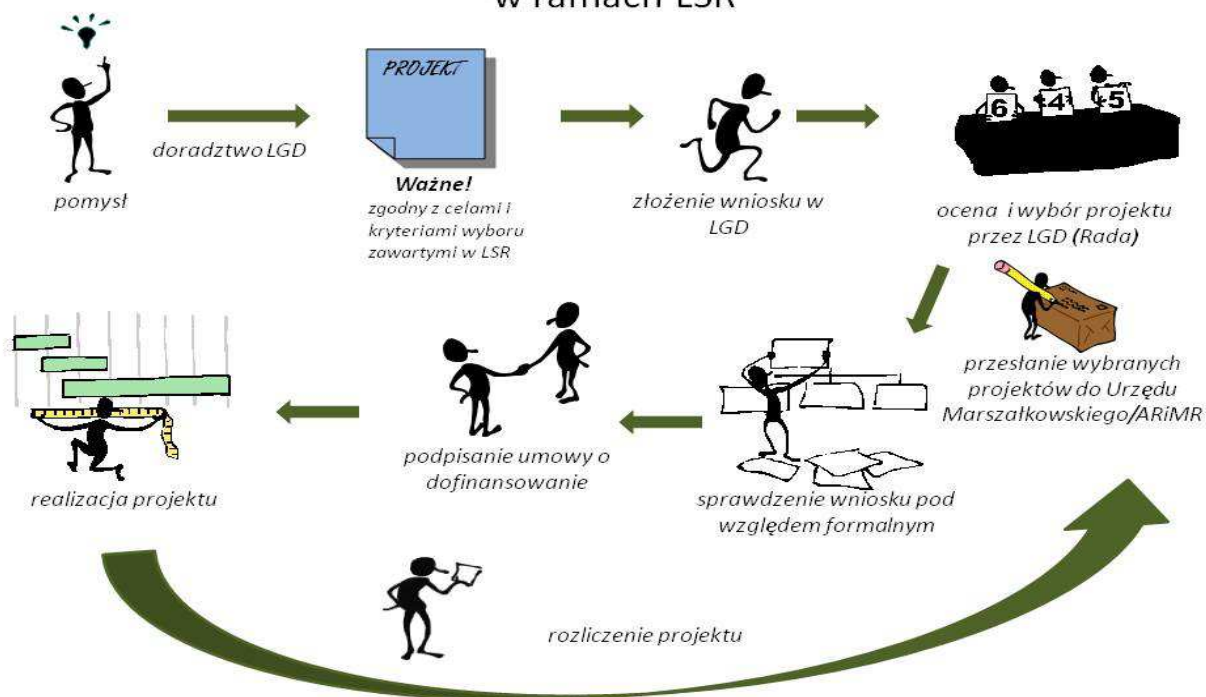 w ramach LSR
pomysł
doradztwo LGD
PROJEKT
Ważne!
zgodny z celami i
kryteriami wyboru
zawartymi w LSR
złożenie wniosku w
LGD
6 4 5
ocena i wybór projektu
przez LGD (Rada)
przesłanie wybranych
projektów do Urzędu
Marszałkowskiego/ARiMR
sprawdzenie wniosku pod
względem formalnym
podpisanie umowy o
dofinansowanie
realizacja projektu
rozliczenie projektu